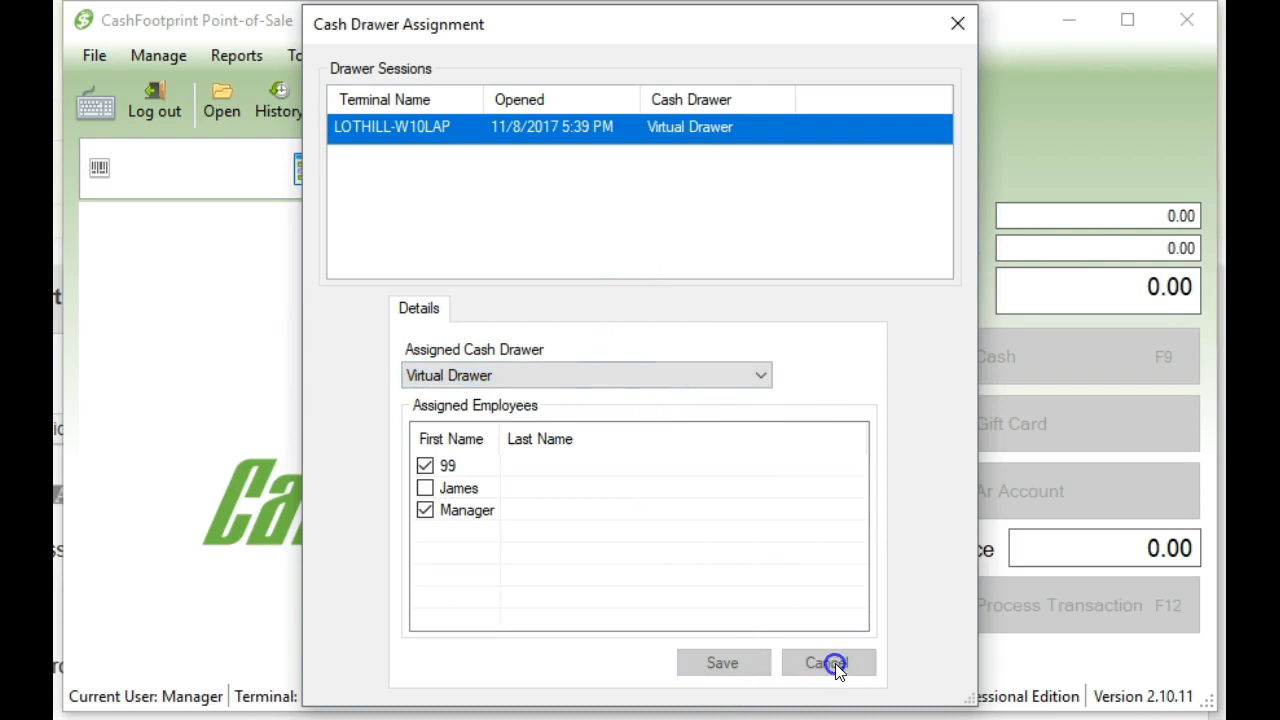 CashFootprint Point-of-Sale
Cash Drawer Assignment
File Manage Reports
Log out Open History
Drawer Sessions
Terminal Name Opened Cash Drawer
LOTHILL-W10LAP 11/8/2017 5:39 PM Virtual Drawer
0.00
0.00
0.00
Details
Assigned Cash Drawer
Virtual Drawer
Cash F9
Assigned Employees
First Name Last Name
99
James
Manager
Gift Card
Ar Account
0.00
Process Transaction F12
Save Cancel
Current User: Manager Terminal: Edition Version 2.10.11